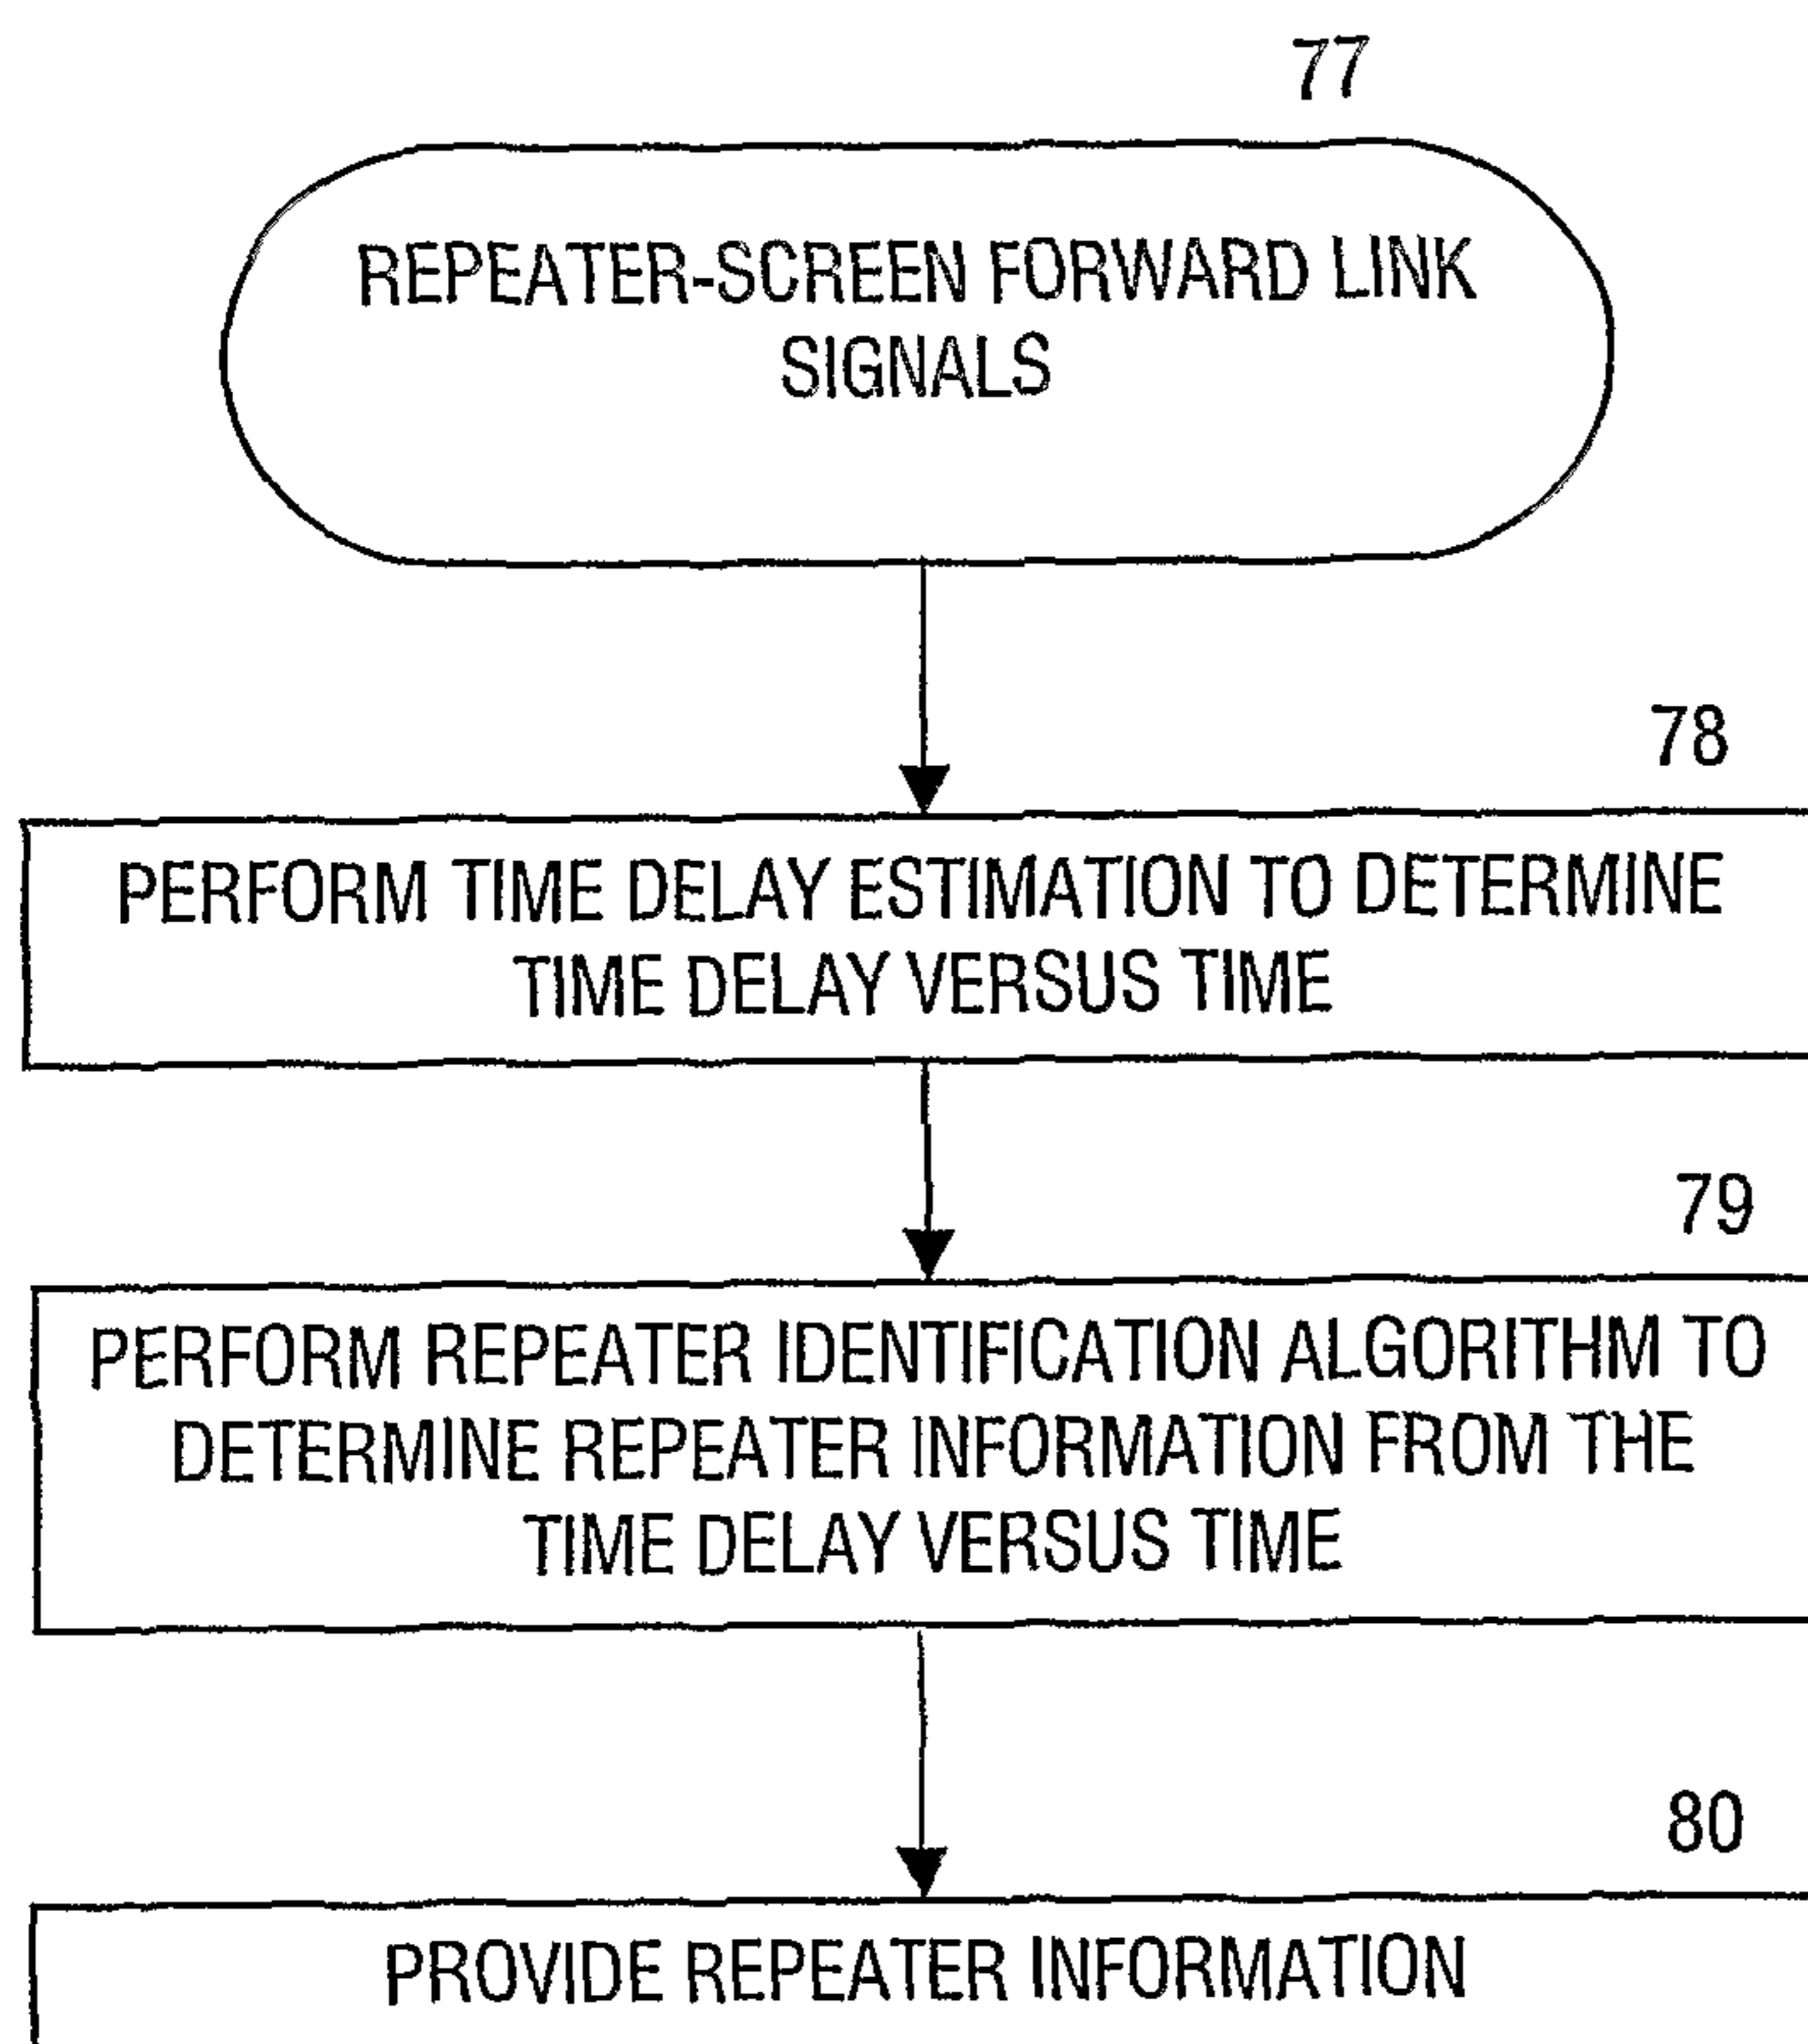 77
REPEATER-SCREEN FORWARD LINK
SIGNALS
78
PERFORM TIME DELAY ESTIMATION TO DETERMINE
TIME DELAY VERSUS TIME
79
PERFORM REPEATER IDENTIFICATION ALGORITHM TO
DETERMINE REPEATER INFORMATION FROM THE
TIME DELAY VERSUS TIME
80
PROVIDE REPEATER INFORMATION